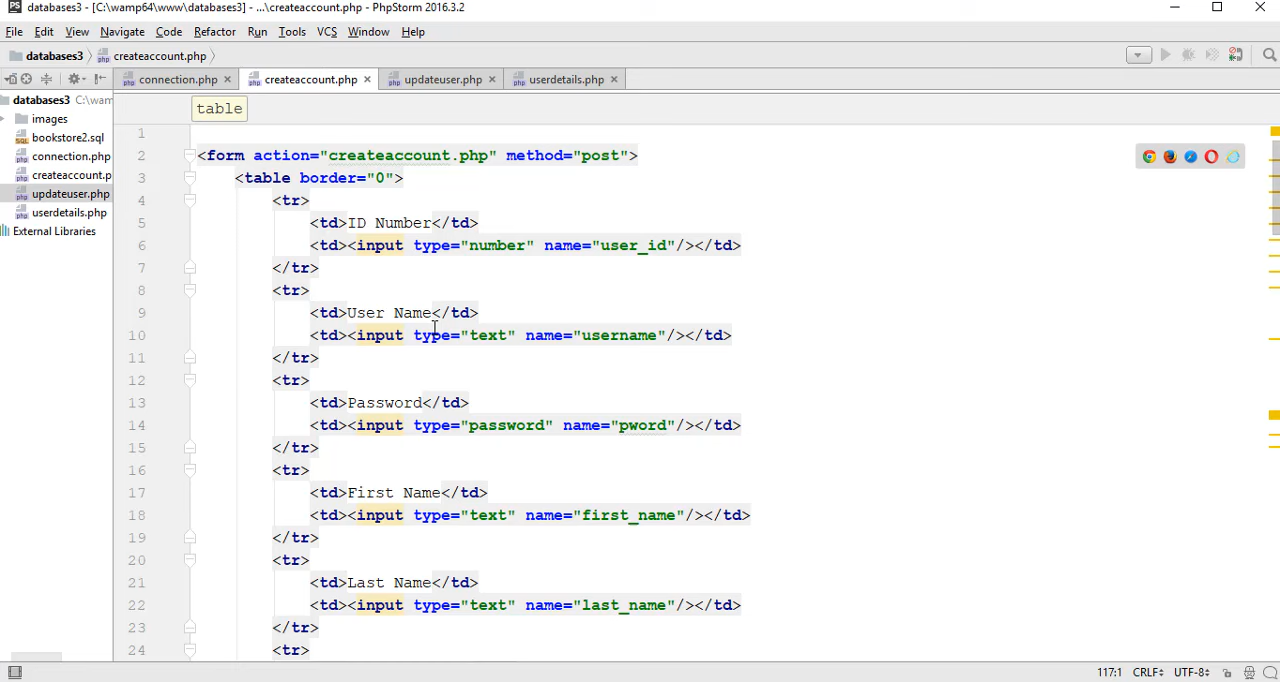 PS databases3 [C:\wamp64\www\databases3] - ...\createaccount.php - PhpStorm 2016.3.2
File Edit View Navigate Code Refactor Run Tools VCS Window Help
databases3 createaccount.php
connection.php createaccount.php updateuser.php userdetails.php
databases3 C:\wam
images
bookstore2.sql
connection.php
createaccount.p
updateuser.php
userdetails.php
External Libraries
table
1
2 <form action="createaccount.php" method="post">
3 <table border="0">
4 <tr>
5 <td>ID Number</td>
6 <td><input type="number" name="user_id"/></td>
7 </tr>
8 <tr>
9 <td>User Name</td>
10 <td><input type="text" name="username"/></td>
11 </tr>
12 <tr>
13 <td>Password</td>
14 <td><input type="password" name="pword"/></td>
15 </tr>
16 <tr>
17 <td>First Name</td>
18 <td><input type="text" name="first_name"/></td>
19 </tr>
20 <tr>
21 <td>Last Name</td>
22 <td><input type="text" name="last_name"/></td>
23 </tr>
24 <tr>
117:1 CRLF UTF-8